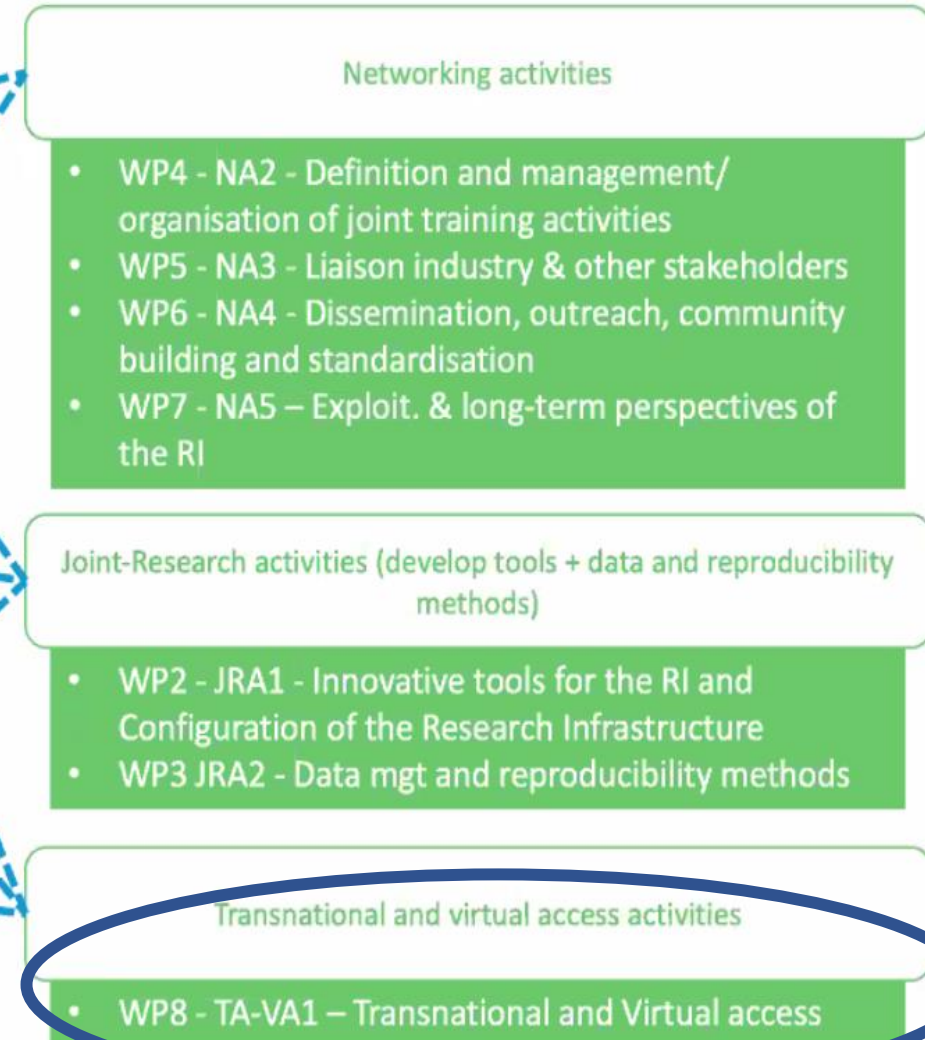 Networking activities
• WP4 - NA2 - Definition and management/
organisation of joint training activities
• WP5 - NA3 - Liaison industry & other stakeholders
• WP6 - NA4 - Dissemination, outreach, community
building and standardisation
• WP7 - NA5 – Exploit. & long-term perspectives of
the RI
Joint-Research activities (develop tools + data and reproducibility
methods)
• WP2 - JRA1 - Innovative tools for the RI and
Configuration of the Research Infrastructure
• WP3 JRA2 - Data mgt and reproducibility methods
Transnational and virtual access activities
• WP8 - TA-VA1 – Transnational and Virtual access